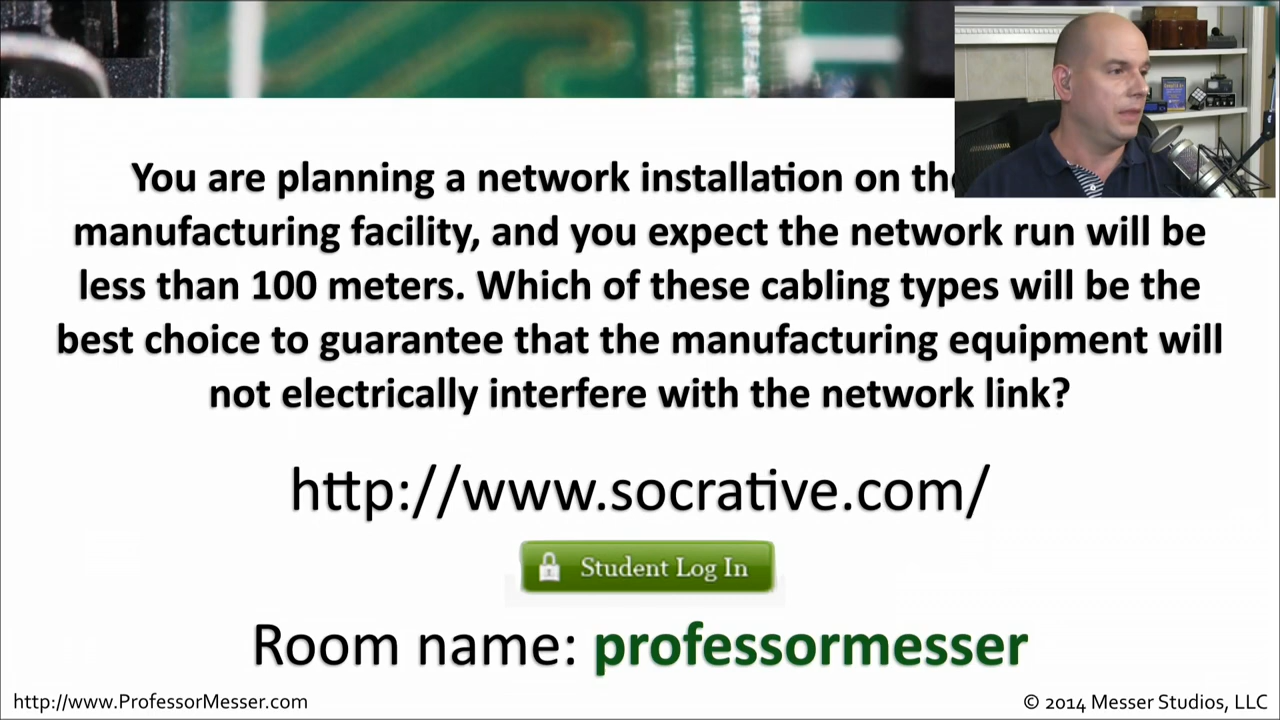 You are planning a network installation on the
manufacturing facility, and you expect the network run will be
less than 100 meters. Which of these cabling types will be the
best choice to guarantee that the manufacturing equipment will
not electrically interfere with the network link?
http://www.socrative.com/
Student Log In
Room name: professormesser
http://www.ProfessorMesser.com
© 2014 Messer Studios, LLC